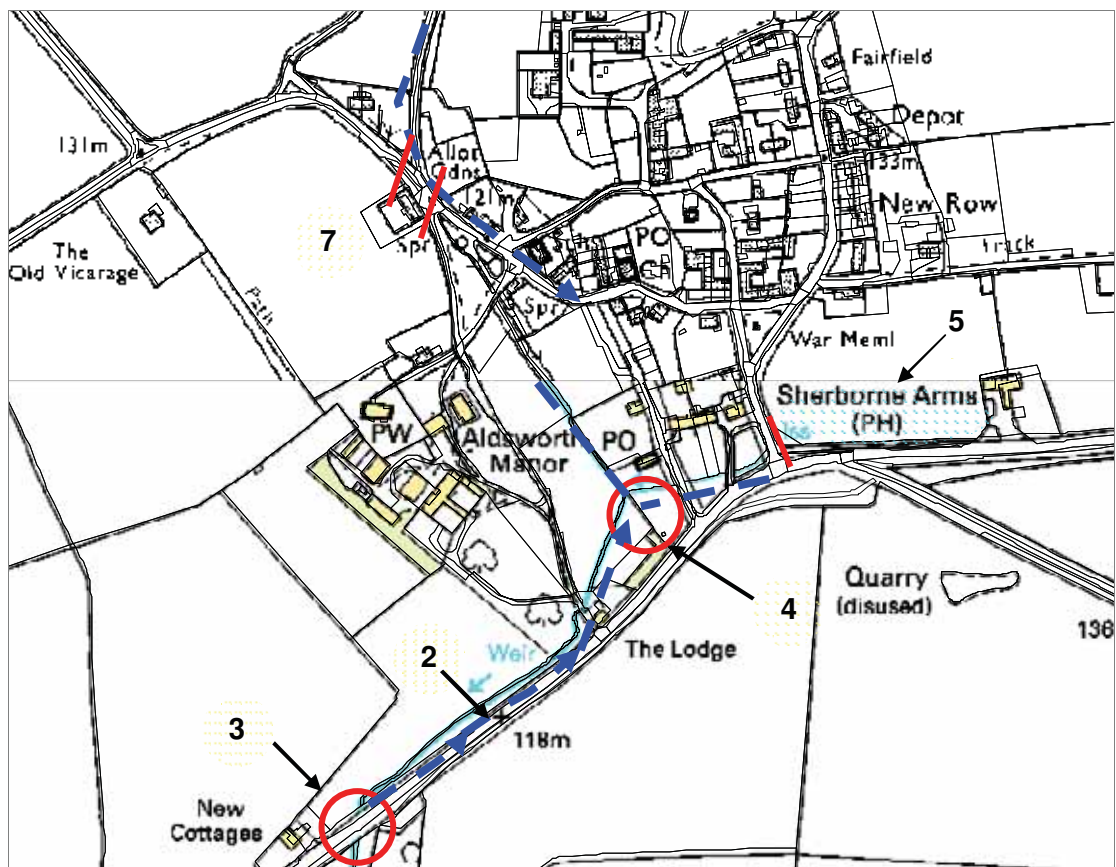 Fairfield
Depot
131m
Allot
Gdns
133m
121m
New Row
7
Spr
PO
Ch
Track
The
Old Vicarage
Spr
Path
War Meml
5
Sherborne Arms
(PH)
PW
Aldsworth
Manor
PO
Iss
Quarry
(disused)
4
136
2
Weir
The Lodge
3
118m
New
Cottages